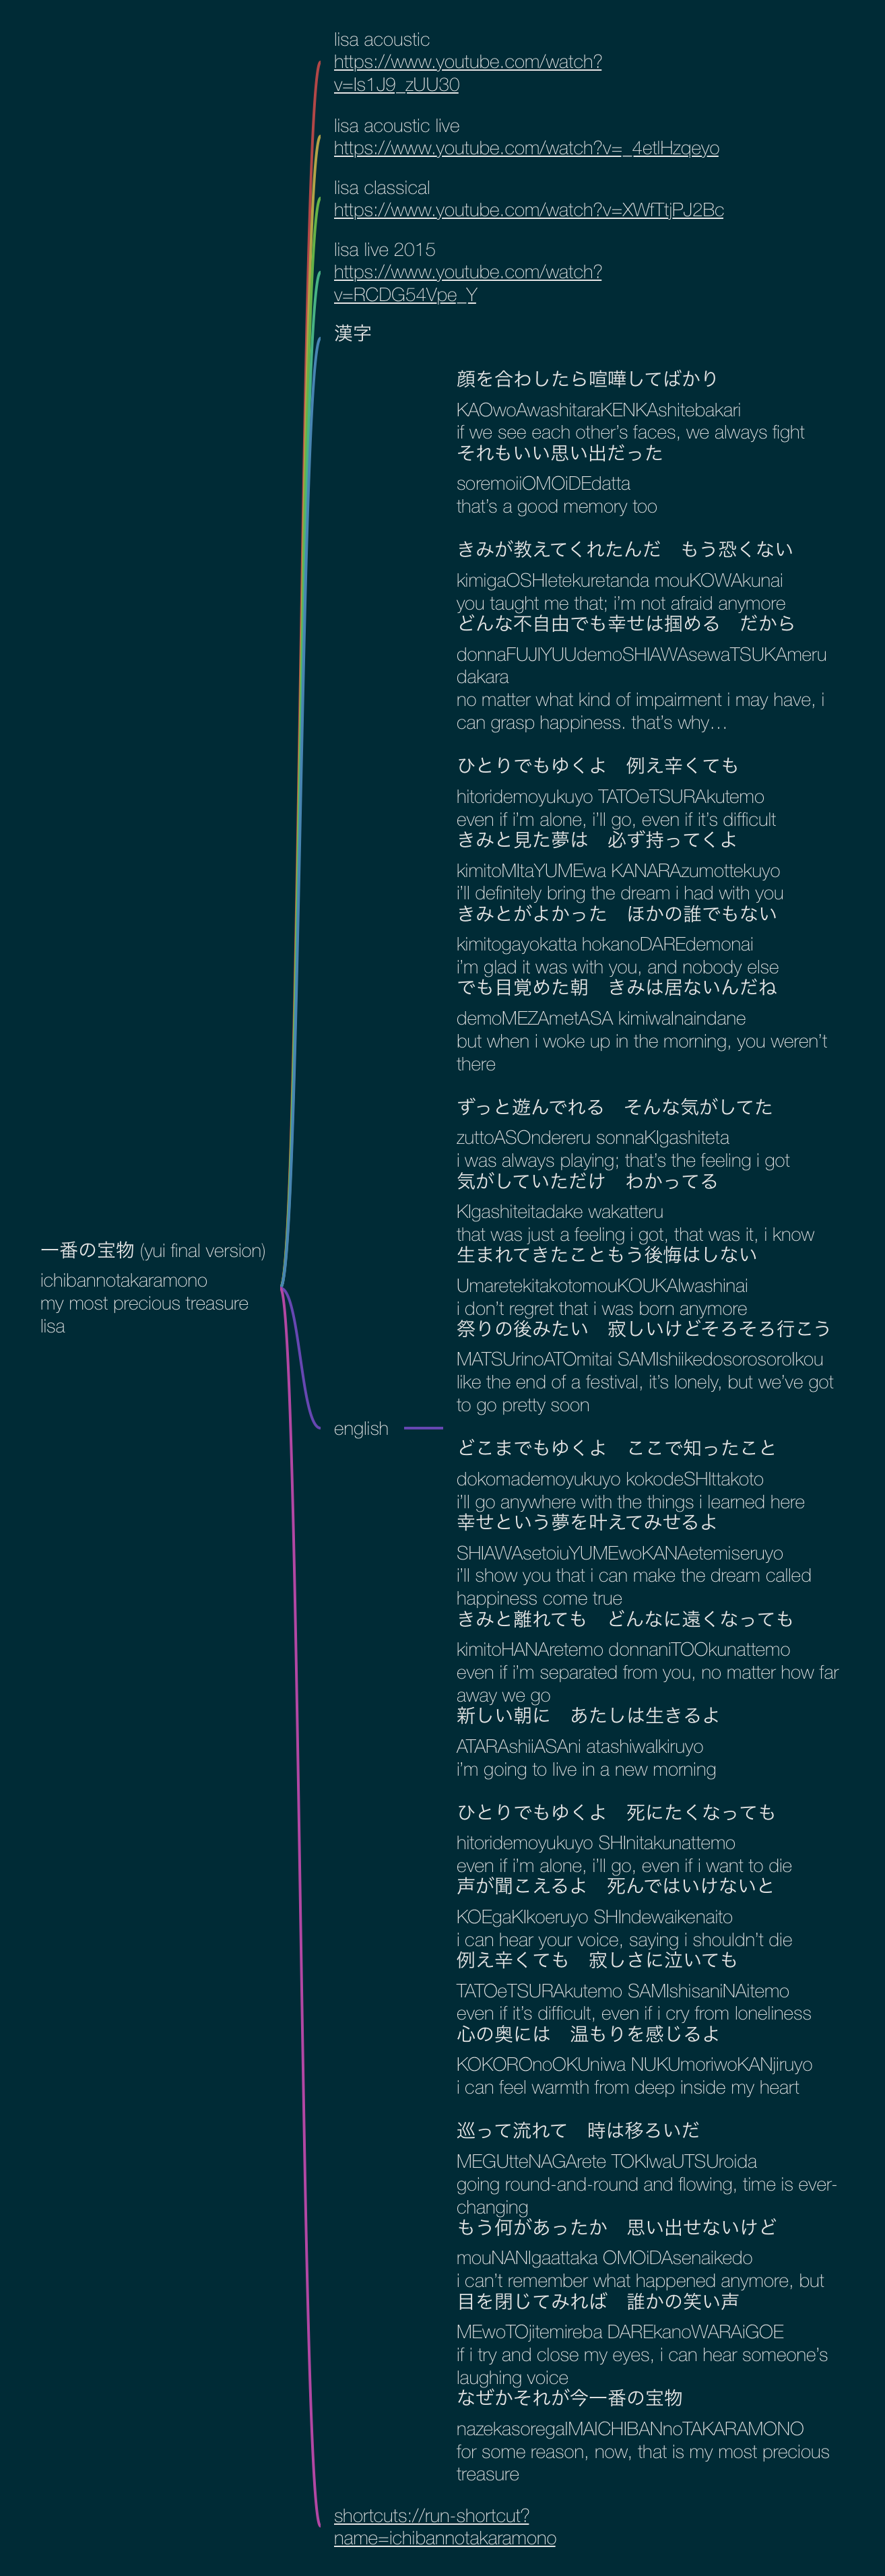 lisa acoustic
https://www.youtube.com/watch?
v=Is1J9_zUU30
lisa acoustic live
https://www.youtube.com/watch?v=_4etlHzqeyo
lisa classical
https://www.youtube.com/watch?v=XWfTtjPJ2Bc
lisa live 2015
https://www.youtube.com/watch?
v=RCDG54Vpe_Y
漢字
一番の宝物 (yui final version)
ichibannotakaramono
my most precious treasure
lisa
english
顔を合わしたら喧嘩してばかり
KAOwoAwashitaraKENKAshitebakari
if we see each other’s faces, we always fight
それもいい思い出だった
soremoiiOMOiDEdatta
that’s a good memory too
きみが教えてくれたんだ　もう恐くない
kimigaOSHIetekuretanda mouKOWAkunai
you taught me that; i’m not afraid anymore
どんな不自由でも幸せは掴める　だから
donnaFUJIYUUdemoSHIAWAsewaTSUKAmeru
dakara
no matter what kind of impairment i may have, i
can grasp happiness. that’s why…
ひとりでもゆくよ　例え辛くても
hitoridemoyukuyo TATOeTSURAkutemo
even if i’m alone, i’ll go, even if it’s difficult
きみと見た夢は　必ず持ってくよ
kimitoMItaYUMEwa KANARAzumottekuyo
i’ll definitely bring the dream i had with you
きみとがよかった　ほかの誰でもない
kimitogayokatta hokanoDAREdemonai
i’m glad it was with you, and nobody else
でも目覚めた朝　きみは居ないんだね
demoMEZAmetASA kimiwaInaindane
but when i woke up in the morning, you weren’t
there
ずっと遊んでれる　そんな気がしてた
zuttoASOndereru sonnaKIgashiteta
i was always playing; that’s the feeling i got
気がしていただけ　わかってる
KIgashiteitadake wakatteru
that was just a feeling i got, that was it, i know
生まれてきたこともう後悔はしない
UmaretekitakotomouKOUKAIwashinai
i don’t regret that i was born anymore
祭りの後みたい　寂しいけどそろそろ行こう
MATSUrinoATOmitai SAMIshiikedosorosoroIkou
like the end of a festival, it’s lonely, but we’ve got
to go pretty soon
どこまでもゆくよ　ここで知ったこと
dokomademoyukuyo kokodeSHIttakoto
i’ll go anywhere with the things i learned here
幸せという夢を叶えてみせるよ
SHIAWAsetoiuYUMEwoKANAetemiseruyo
i’ll show you that i can make the dream called
happiness come true
きみと離れても　どんなに遠くなっても
kimitoHANAretemo donnaniTOOkunattemo
even if i’m separated from you, no matter how far
away we go
新しい朝に　あたしは生きるよ
ATARAshiiASAni atashiwaIkiruyo
i’m going to live in a new morning
ひとりでもゆくよ　死にたくなっても
hitoridemoyukuyo SHInitakunattemo
even if i’m alone, i’ll go, even if i want to die
声が聞こえるよ　死んではいけないと
KOEgaKIkoeruyo SHIndewaikenaito
i can hear your voice, saying i shouldn’t die
例え辛くても　寂しさに泣いても
TATOeTSURAkutemo SAMIshisaniNAitemo
even if it’s difficult, even if i cry from loneliness
心の奥には　温もりを感じるよ
KOKOROnoOKUniwa NUKUmoriwoKANjiruyo
i can feel warmth from deep inside my heart
巡って流れて　時は移ろいだ
MEGUtteNAGArete TOKIwaUTSUroida
going round-and-round and flowing, time is ever-
changing
もう何があったか　思い出せないけど
mouNANIgaattaka OMOiDAsenaikedo
i can’t remember what happened anymore, but
目を閉じてみれば　誰かの笑い声
MEwoTOjitemireba DAREkanoWARAiGOE
if i try and close my eyes, i can hear someone’s
laughing voice
なぜかそれが今一番の宝物
nazekasoregaIMAICHIBANnoTAKARAMONO
for some reason, now, that is my most precious
treasure
shortcuts://run-shortcut?
name=ichibannotakaramono